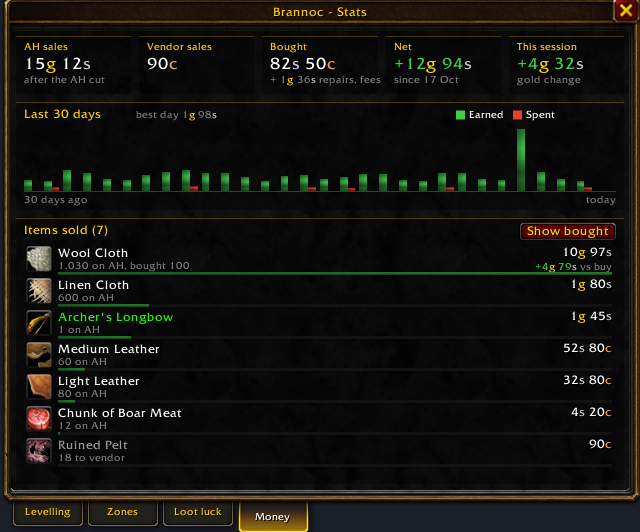 Brannoc - Stats
AH sales
15g 12s
after the AH cut
Vendor sales
90c
Bought
82s 50c
+ 1g 36s repairs, fees
Net
+12g 94s
since 17 Oct
This session
+4g 32s
gold change
Last 30 days
best day 1g 98s
Earned
Spent
30 days ago
today
Items sold (7)
Show bought
Wool Cloth
10g 97s
1,030 on AH, bought 100
+4g 79s vs buy
Linen Cloth
1g 80s
600 on AH
Archer's Longbow
1g 45s
1 on AH
Medium Leather
52s 80c
60 on AH
Light Leather
32s 80c
80 on AH
Chunk of Boar Meat
4s 20c
12 on AH
Ruined Pelt
90c
18 to vendor
Levelling
Zones
Loot luck
Money